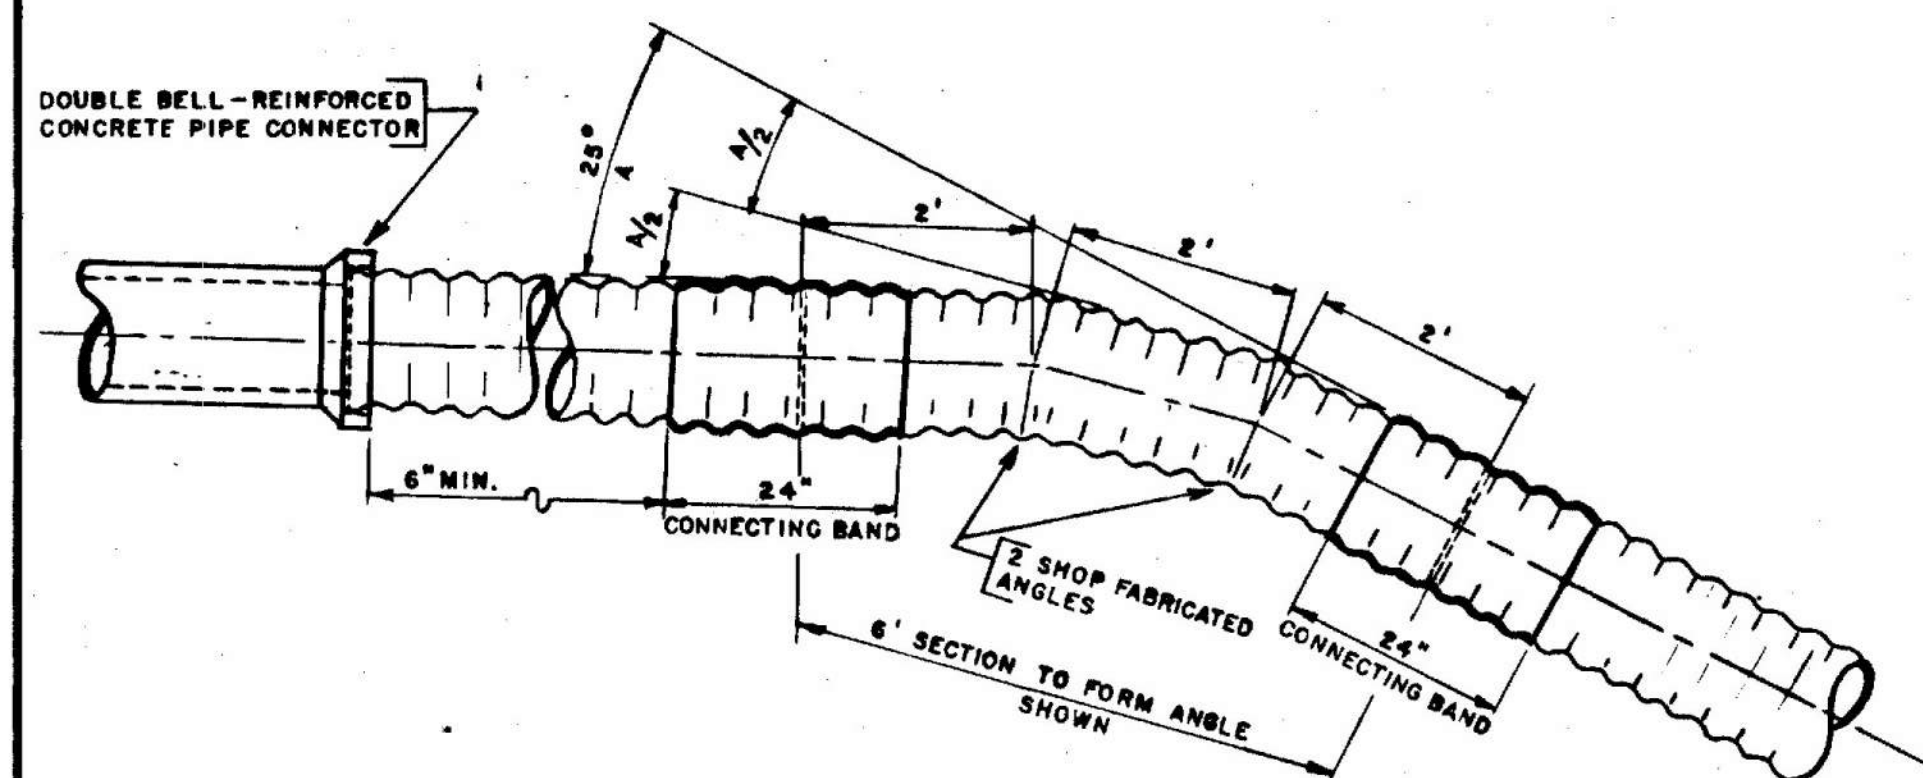 DOUBLE BELL-REINFORCED
CONCRETE PIPE CONNECTOR
25°
A
A/2
A/2
2'
2'
2'
6" MIN.
24"
CONNECTING BAND
2 SHOP FABRICATED
ANGLES
24"
CONNECTING BAND
6' SECTION TO FORM ANGLE
SHOWN